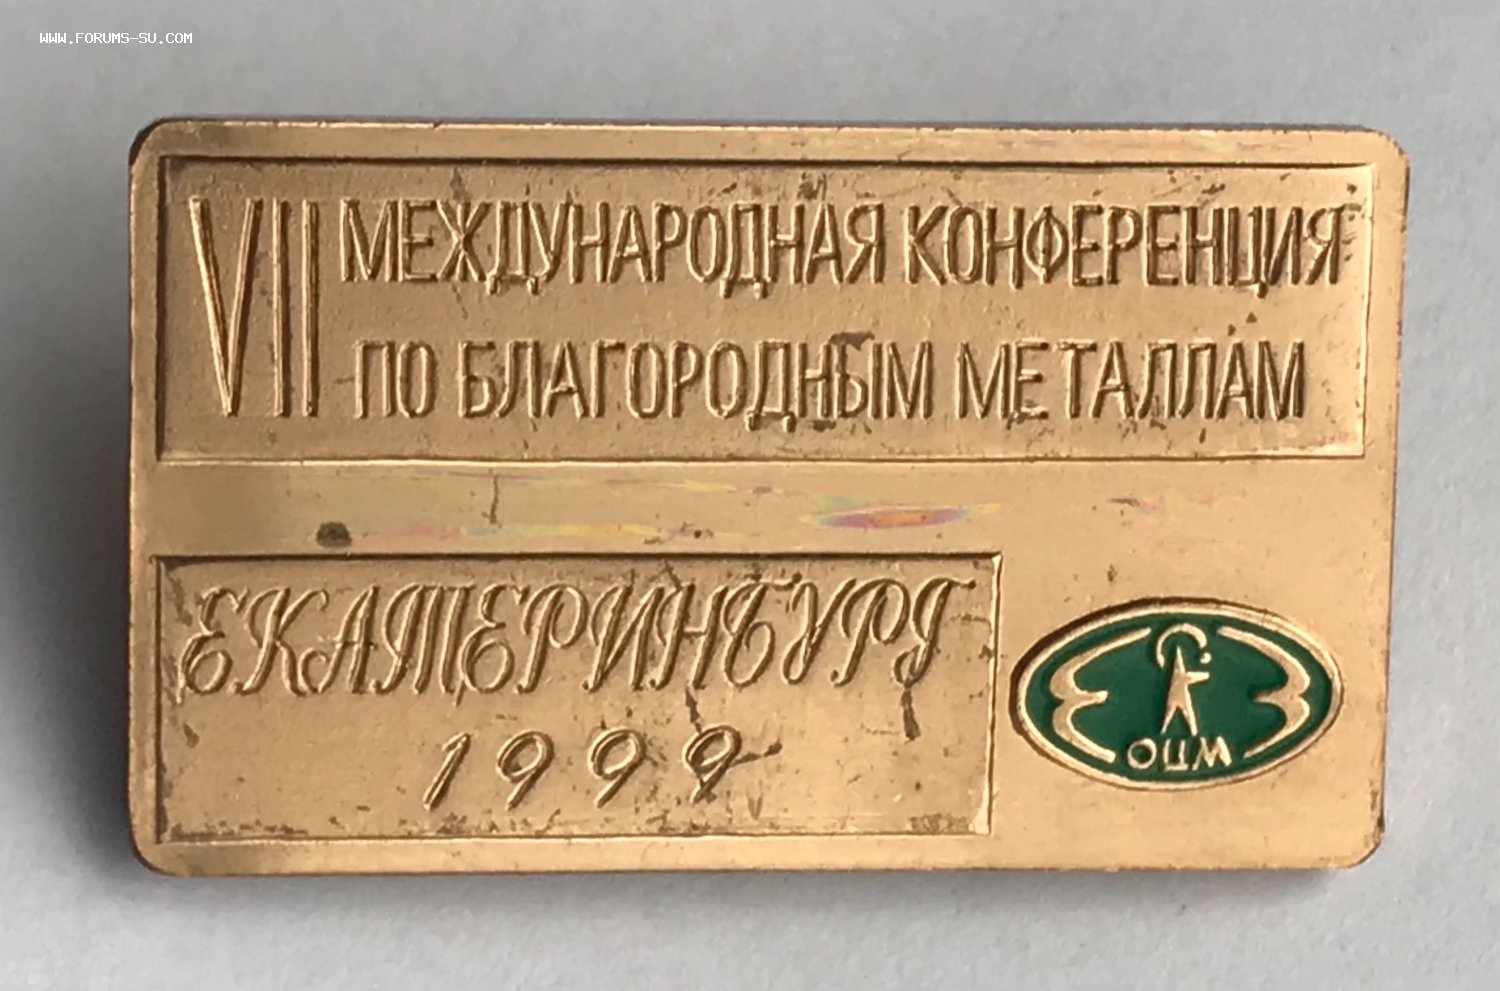 WWW.FORUMS-SU.COM
VII МЕЖДУНАРОДНАЯ КОНФЕРЕНЦИЯ
ПО БЛАГОРОДНЫМ МЕТАЛЛАМ
ЕКАТЕРИНБУРГ
1999
ОЦМ